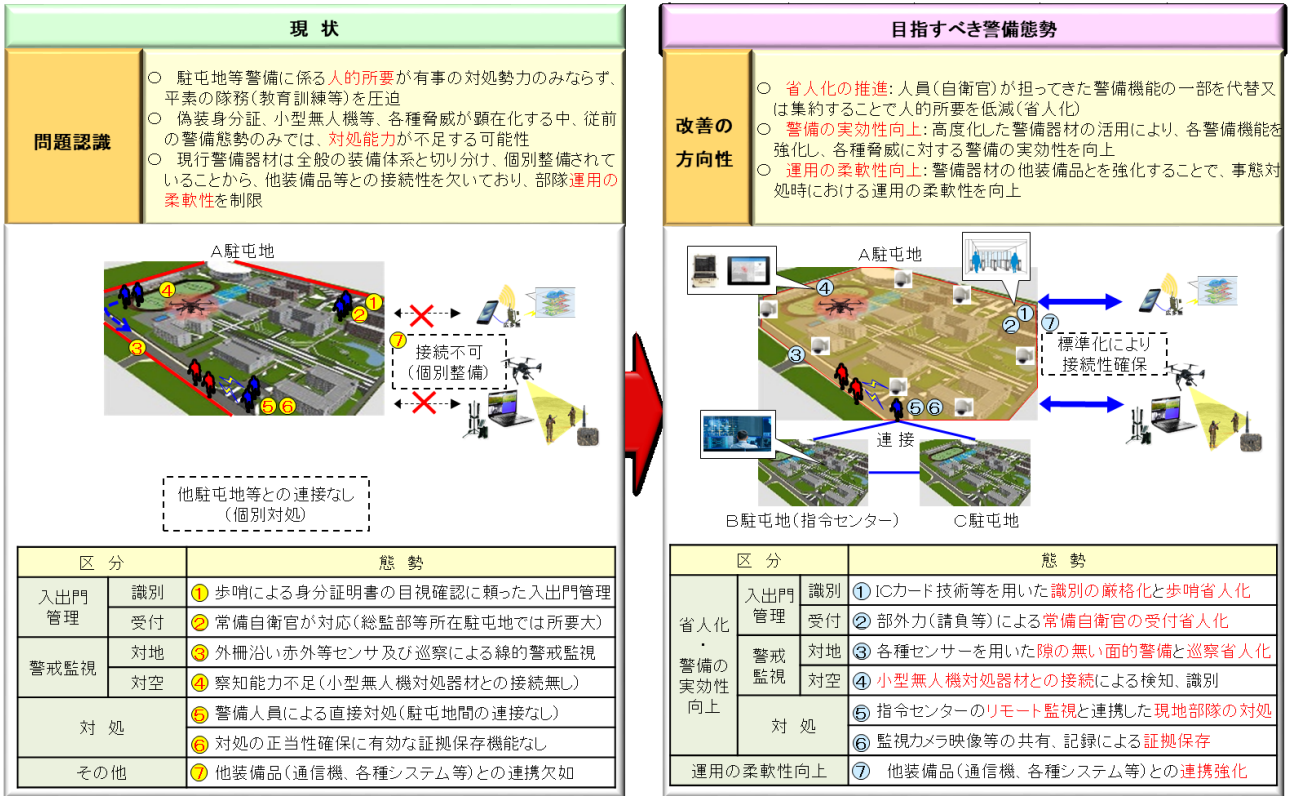 現 状
問題認識
○ 駐屯地等警備に係る人的所要が有事の対処勢力のみならず、
平素の隊務(教育訓練等)を圧迫
○ 偽装身分証、小型無人機等、各種脅威が顕在化する中、従前
の警備態勢のみでは、対処能力が不足する可能性
○ 現行警備器材は全般の装備体系と切り分け、個別整備されて
いることから、他装備品等との接続性を欠いており、部隊運用の
柔軟性を制限
A駐屯地
④
①
②
③
⑦
接続不可
(個別整備)
⑤⑥
他駐屯地等との連接なし
(個別対処)
区 分
態 勢
入出門
管理
識別
①歩哨による身分証明書の目視確認に頼った入出門管理
受付
②常備自衛官が対応(総監部等所在駐屯地では所要大)
警戒監視
対地
③外柵沿い赤外等センサ及び巡察による線的警戒監視
対空
④察知能力不足(小型無人機対処器材との接続無し)
対 処
⑤警備人員による直接対処(駐屯地間の連接なし)
⑥対処の正当性確保に有効な証拠保存機能なし
その他
⑦他装備品(通信機、各種システム等)との連携欠如
目指すべき警備態勢
改善の
方向性
○ 省人化の推進:人員(自衛官)が担ってきた警備機能の一部を代替又
は集約することで人的所要を低減(省人化)
○ 警備の実効性向上:高度化した警備器材の活用により、各警備機能を
強化し、各種脅威に対する警備の実効性を向上
○ 運用の柔軟性向上:警備器材の他装備品とを強化することで、事態対
処時における運用の柔軟性を向上
A駐屯地
④
①
②
⑦
標準化により
接続性確保
③
⑤⑥
連 接
B駐屯地(指令センター)
C駐屯地
区 分
態 勢
省人化
・
警備の
実効性
向上
入出門
管理
識別
①ICカード技術等を用いた識別の厳格化と歩哨省人化
受付
②部外力(請負等)による常備自衛官の受付省人化
警戒
監視
対地
③各種センサーを用いた隙の無い面的警備と巡察省人化
対空
④小型無人機対処器材との接続による検知、識別
対 処
⑤指令センターのリモート監視と連携した現地部隊の対処
⑥監視カメラ映像等の共有、記録による証拠保存
運用の柔軟性向上
⑦ 他装備品(通信機、各種システム等)との連携強化